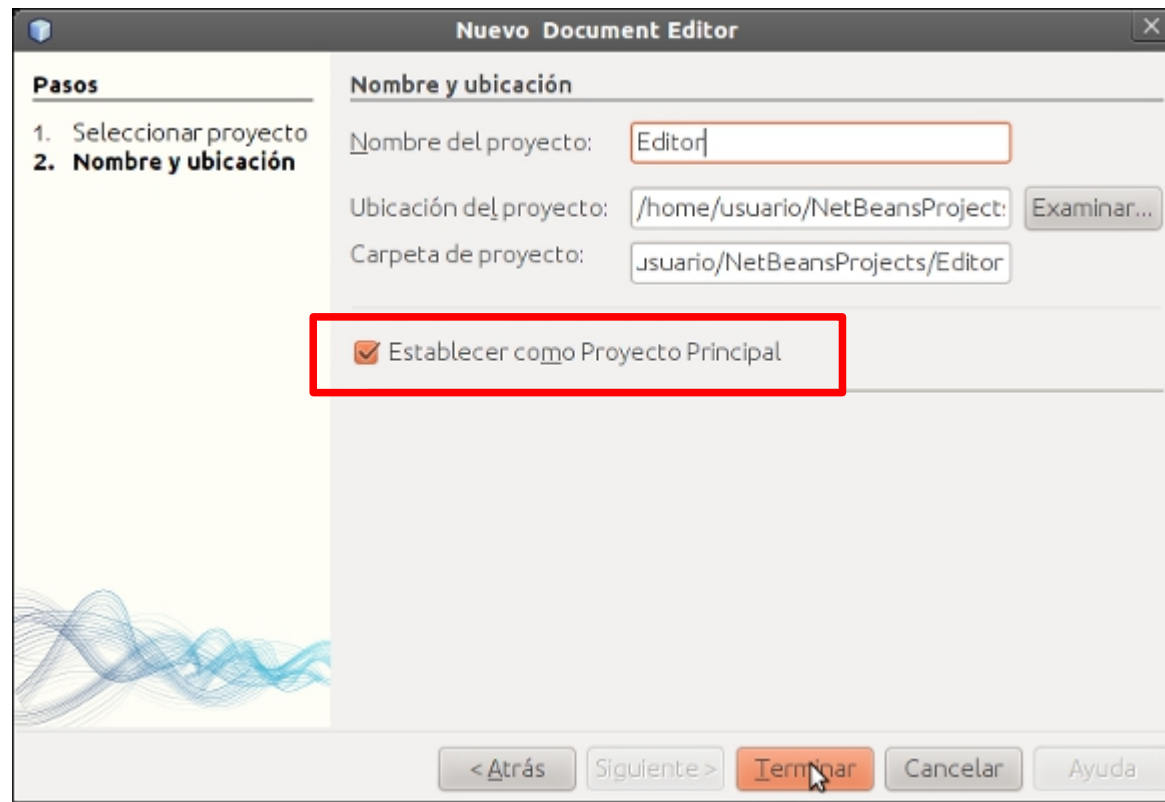 Nuevo Document Editor
Pasos
1. Seleccionar proyecto
2. Nombre y ubicación
Nombre y ubicación
Nombre del proyecto: Editor
Ubicación del proyecto: /home/usuario/NetBeansProjects Examinar...
Carpeta de proyecto: usuario/NetBeansProjects/Editor
Establecer como Proyecto Principal
< Atrás Siguiente > Terminar Cancelar Ayuda